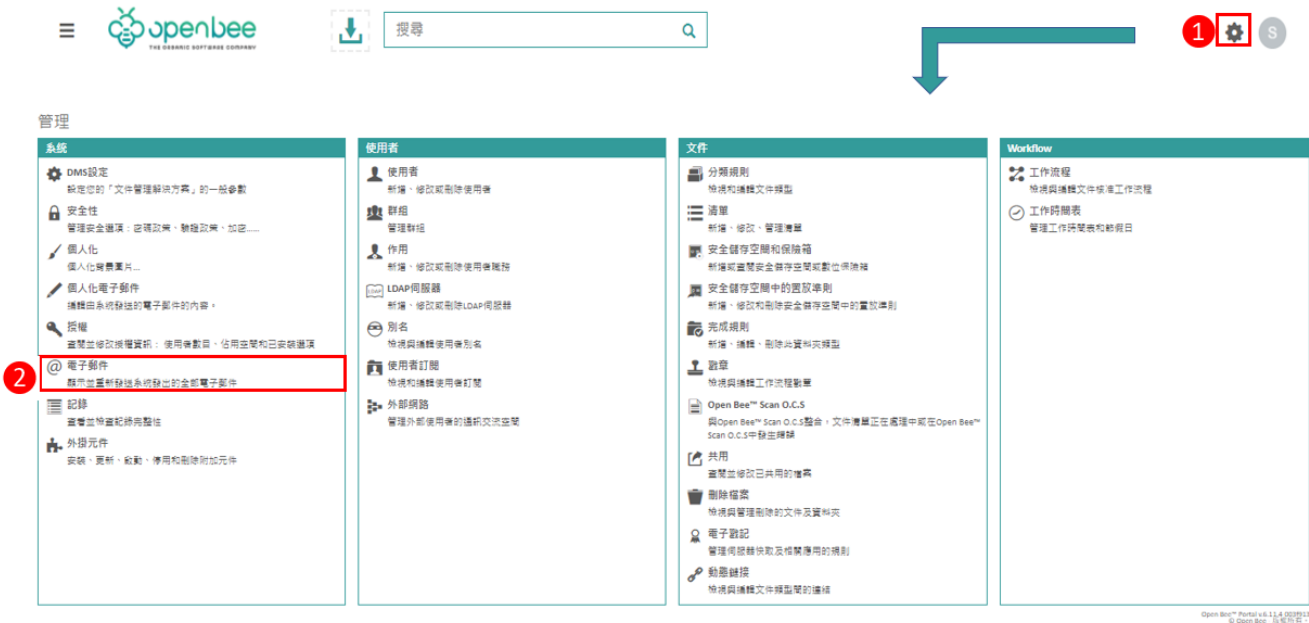 openbee
THE ORGANIC SOFTWARE COMPANY
搜尋
1
S
管理
系統
DMS設定
設定您的「文件管理解決方案」的一般參數
安全性
管理安全選項：密碼政策、驗證政策、加密......
個人化
個人化背景圖片...
個人化電子郵件
編輯由系統發送的電子郵件的內容。
授權
查閱並修改授權資訊： 使用者數目、佔用空間和已安裝選項
2
@ 電子郵件
顯示並重新發送系統發出的全部電子郵件
記錄
查看並檢查記錄完整性
外掛元件
安裝、更新、啟動、停用和刪除附加元件
使用者
使用者
新增、修改或刪除使用者
群組
管理群組
作用
新增、修改或刪除使用者職務
LDAP伺服器
新增、修改或刪除LDAP伺服器
別名
檢視與編輯使用者別名
使用者訂閱
檢視和編輯使用者訂閱
外部網路
管理外部使用者的通訊交流空間
文件
分類規則
檢視和編輯文件類型
清單
新增、修改、管理清單
安全儲存空間和保險箱
新增或查閱安全儲存空間或數位保險箱
安全儲存空間中的置放準則
新增、修改和刪除安全儲存空間中的置放準則
完成規則
新增、編輯、刪除此資料夾類型
戳章
檢視與編輯工作流程戳章
Open Bee™ Scan O.C.S
與Open Bee™ Scan O.C.S整合，文件清單正在處理中或在Open Bee™
Scan O.C.S中發生錯誤
共用
查閱並修改已共用的檔案
刪除檔案
檢視與管理刪除的文件及資料夾
電子戳記
管理伺服器快取及相關應用的規則
動態鏈接
檢視與編輯文件類型間的連結
Workflow
工作流程
檢視與編輯文件核准工作流程
工作時間表
管理工作時間表和節假日
Open Bee™ Portal v.6.11.4
© Open Bee